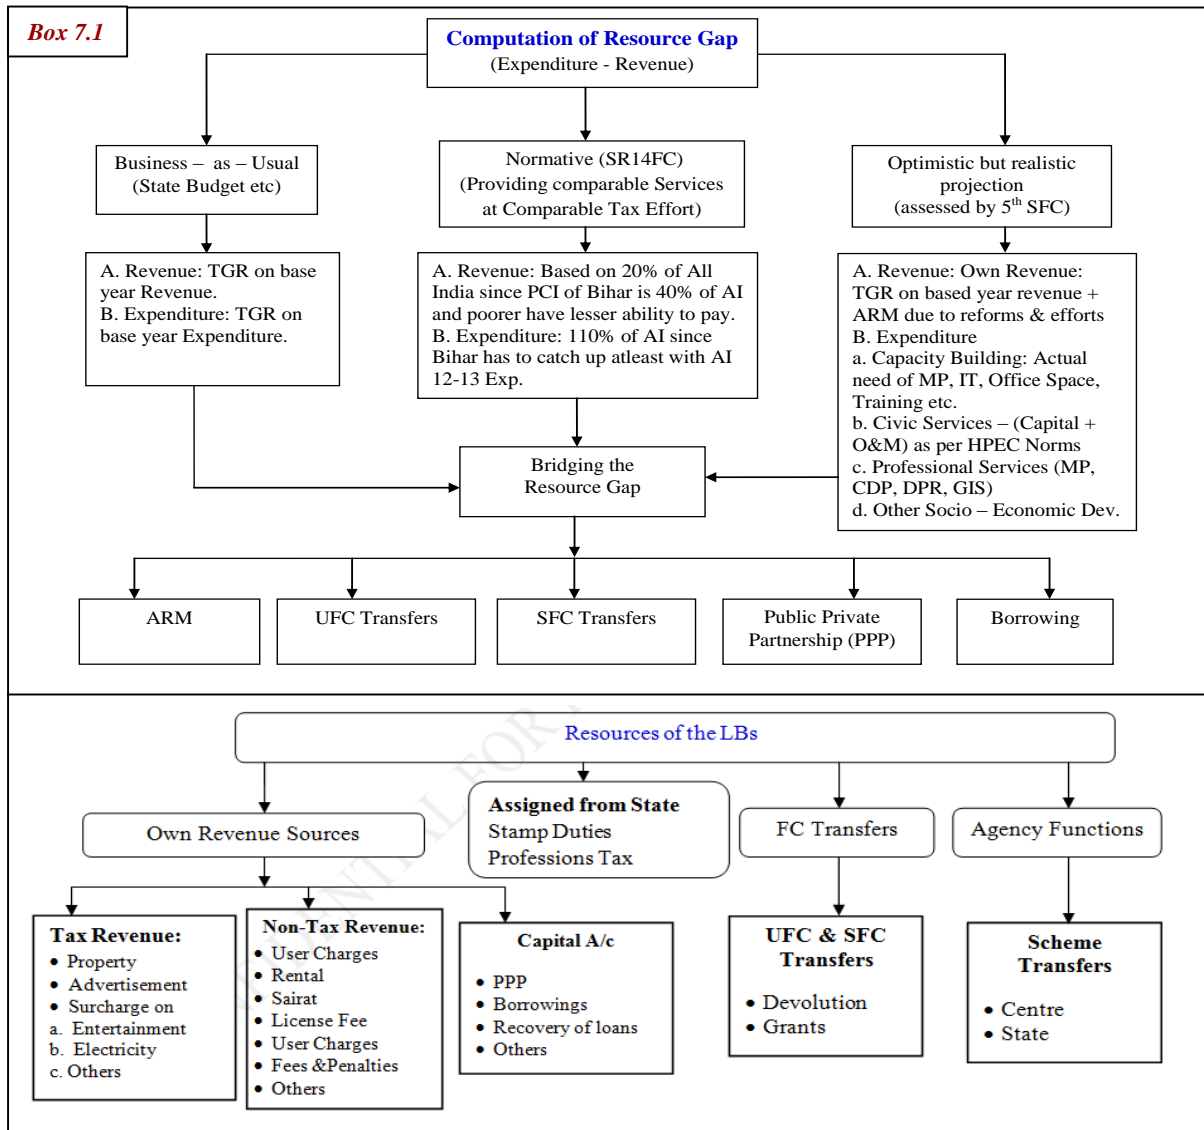 Box 7.1
Computation of Resource Gap
(Expenditure - Revenue)
Business – as – Usual
(State Budget etc)
Normative (SR14FC)
(Providing comparable Services
at Comparable Tax Effort)
Optimistic but realistic
projection
(assessed by 5th SFC)
A. Revenue: TGR on base
year Revenue.
B. Expenditure: TGR on
base year Expenditure.
A. Revenue: Based on 20% of All
India since PCI of Bihar is 40% of AI
and poorer have lesser ability to pay.
B. Expenditure: 110% of AI since
Bihar has to catch up atleast with AI
12-13 Exp.
A. Revenue: Own Revenue:
TGR on based year revenue +
ARM due to reforms & efforts
B. Expenditure
a. Capacity Building: Actual
need of MP, IT, Office Space,
Training etc.
b. Civic Services – (Capital +
O&M) as per HPEC Norms
c. Professional Services (MP,
CDP, DPR, GIS)
d. Other Socio – Economic Dev.
Bridging the
Resource Gap
ARM
UFC Transfers
SFC Transfers
Public Private
Partnership (PPP)
Borrowing
Resources of the LBs
Own Revenue Sources
Assigned from State
Stamp Duties
Professions Tax
FC Transfers
Agency Functions
Tax Revenue:
• Property
• Advertisement
• Surcharge on
a. Entertainment
b. Electricity
c. Others
Non-Tax Revenue:
• User Charges
• Rental
• Sairat
• License Fee
• User Charges
• Fees &Penalties
• Others
Capital A/c
• PPP
• Borrowings
• Recovery of loans
• Others
UFC & SFC
Transfers
• Devolution
• Grants
Scheme
Transfers
• Centre
• State